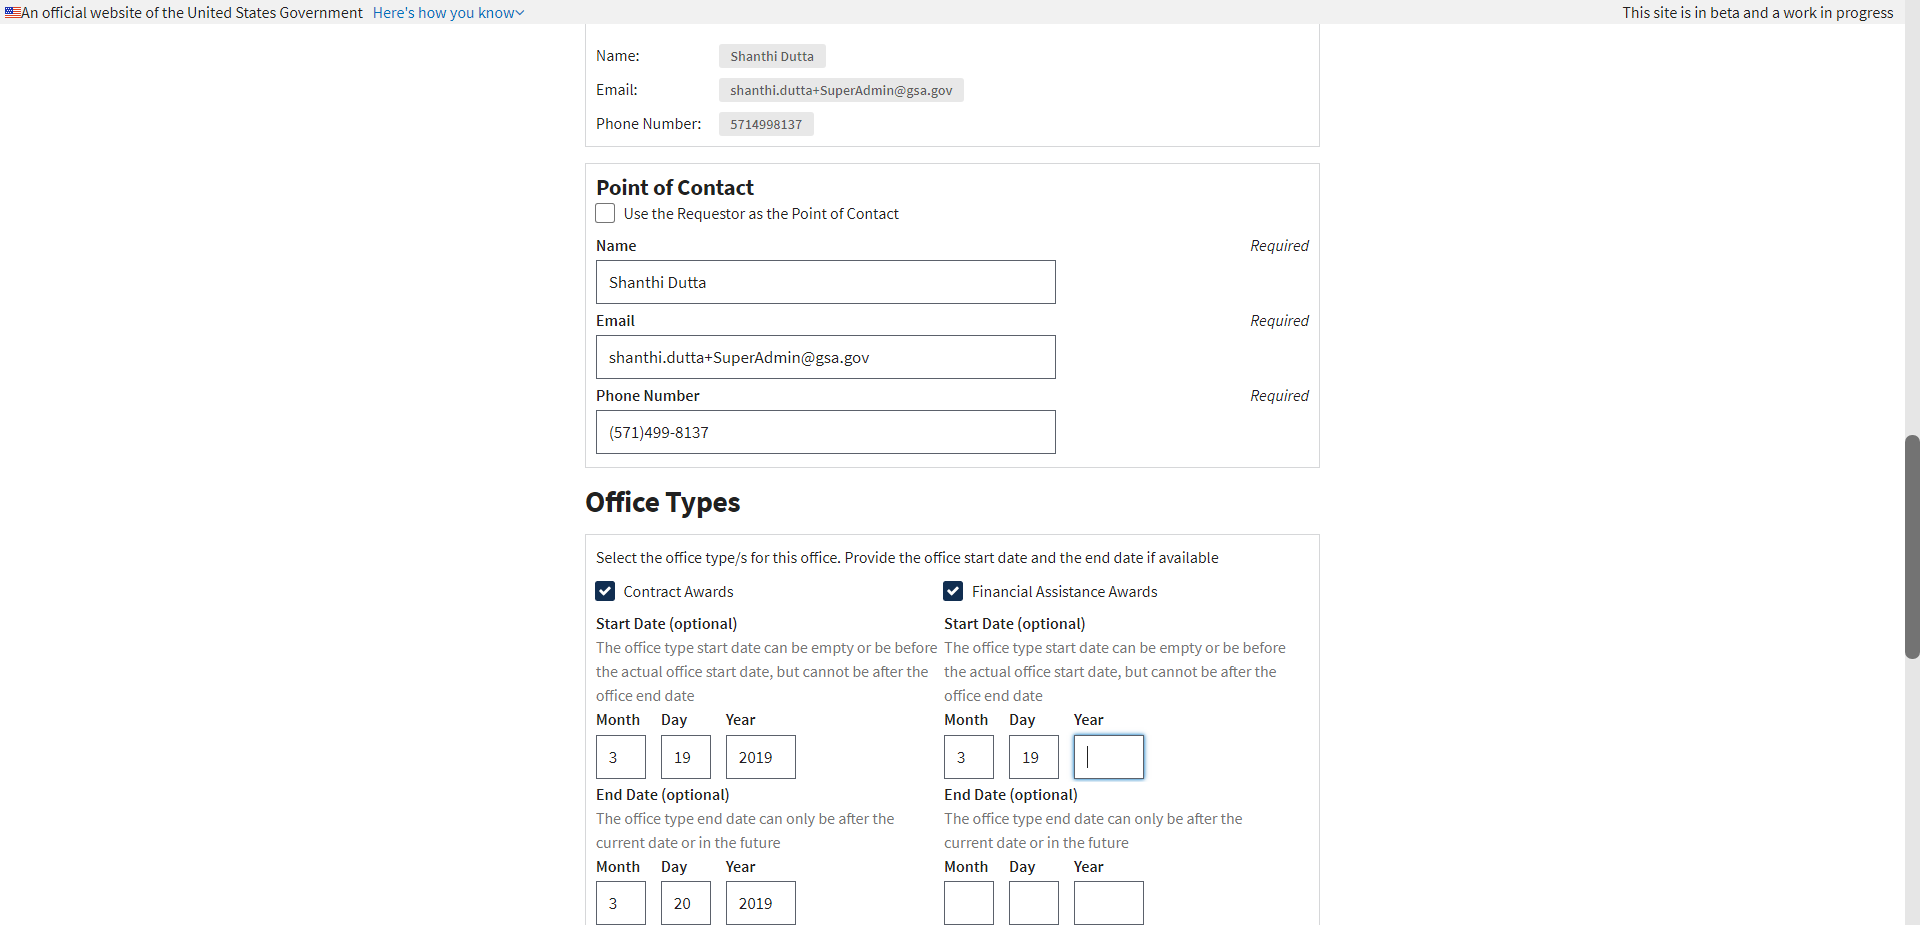 An official website of the United States Government Here's how you know
This site is in beta and a work in progress
Name: Shanthi Dutta
Email: shanthi.dutta+SuperAdmin@gsa.gov
Phone Number: 5714998137
Point of Contact
Use the Requestor as the Point of Contact
Name Required
Shanthi Dutta
Email Required
shanthi.dutta+SuperAdmin@gsa.gov
Phone Number Required
(571)499-8137
Office Types
Select the office type/s for this office. Provide the office start date and the end date if available
Contract Awards
Start Date (optional)
The office type start date can be empty or be before
the actual office start date, but cannot be after the
office end date
Month Day Year
3 19 2019
End Date (optional)
The office type end date can only be after the
current date or in the future
Month Day Year
3 20 2019
Financial Assistance Awards
Start Date (optional)
The office type start date can be empty or be before
the actual office start date, but cannot be after the
office end date
Month Day Year
3 19
End Date (optional)
The office type end date can only be after the
current date or in the future
Month Day Year